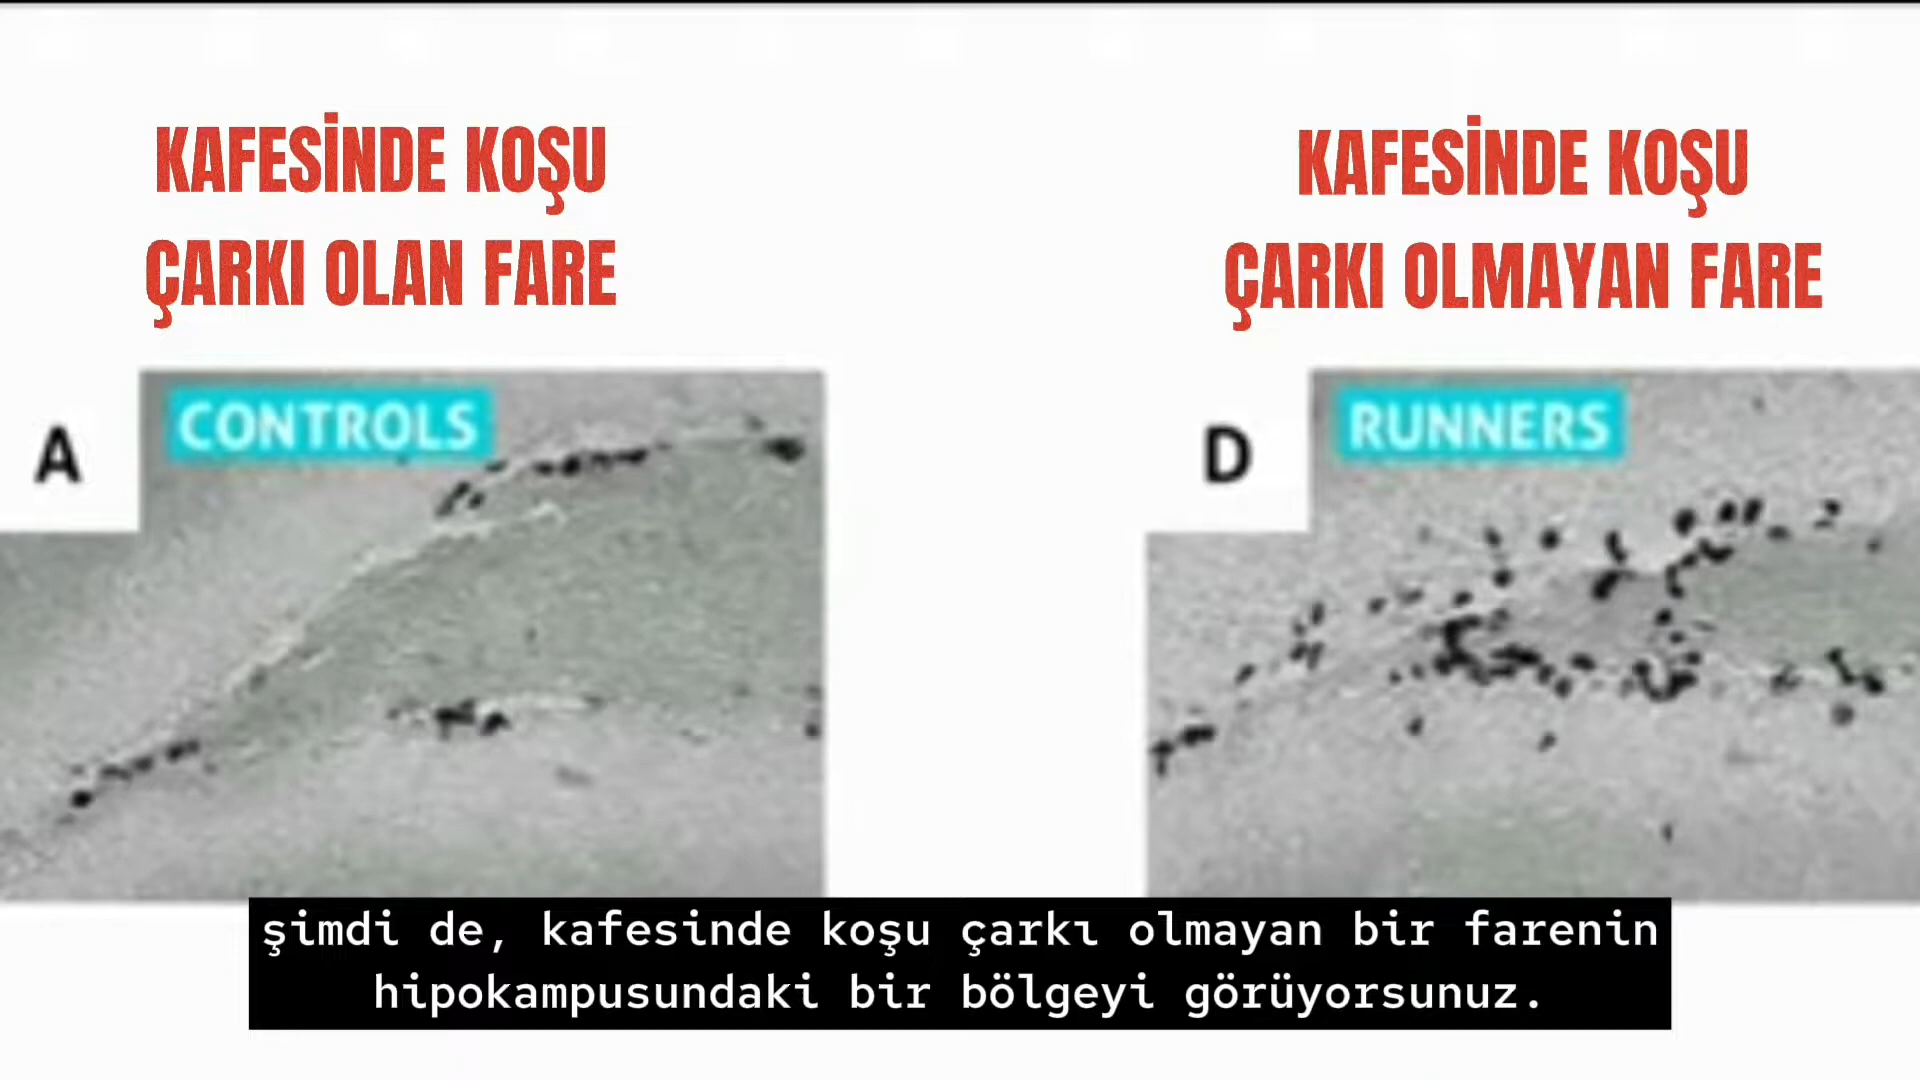 KAFESİNDE KOŞU
ÇARKI OLAN FARE
KAFESİNDE KOŞU
ÇARKI OLMAYAN FARE
A
CONTROLS
D
RUNNERS
şimdi de, kafesinde koşu çarkı olmayan bir farenin
hipokampusundaki bir bölgeyi görüyorsunuz.